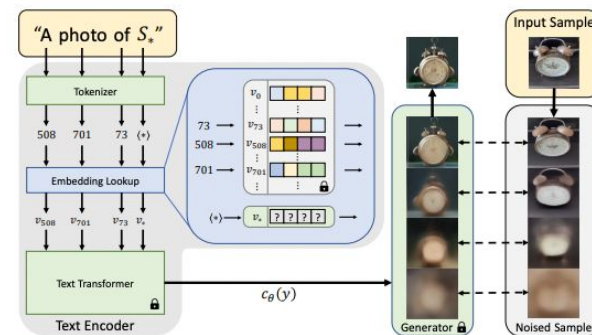 "A photo of S*"
Input Sample
Tokenizer
508 701 73 (*)
Embedding Lookup
v508 v701 v73 v*
Text Transformer
Text Encoder
v0
73 v73
508 v508
701 v701
(*) v* ? ? ? ?
cθ(y)
Generator
Noised Samples